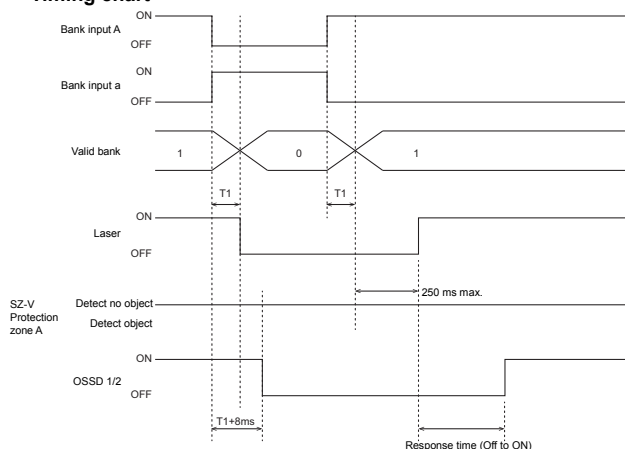 Timing chart
ON
Bank input A
OFF
ON
Bank input a
OFF
Valid bank
1
0
1
T1
T1
ON
Laser
OFF
250 ms max.
SZ-V
Protection
zone A
Detect no object
Detect object
ON
OSSD 1/2
OFF
T1+8ms
Response time (Off to ON)